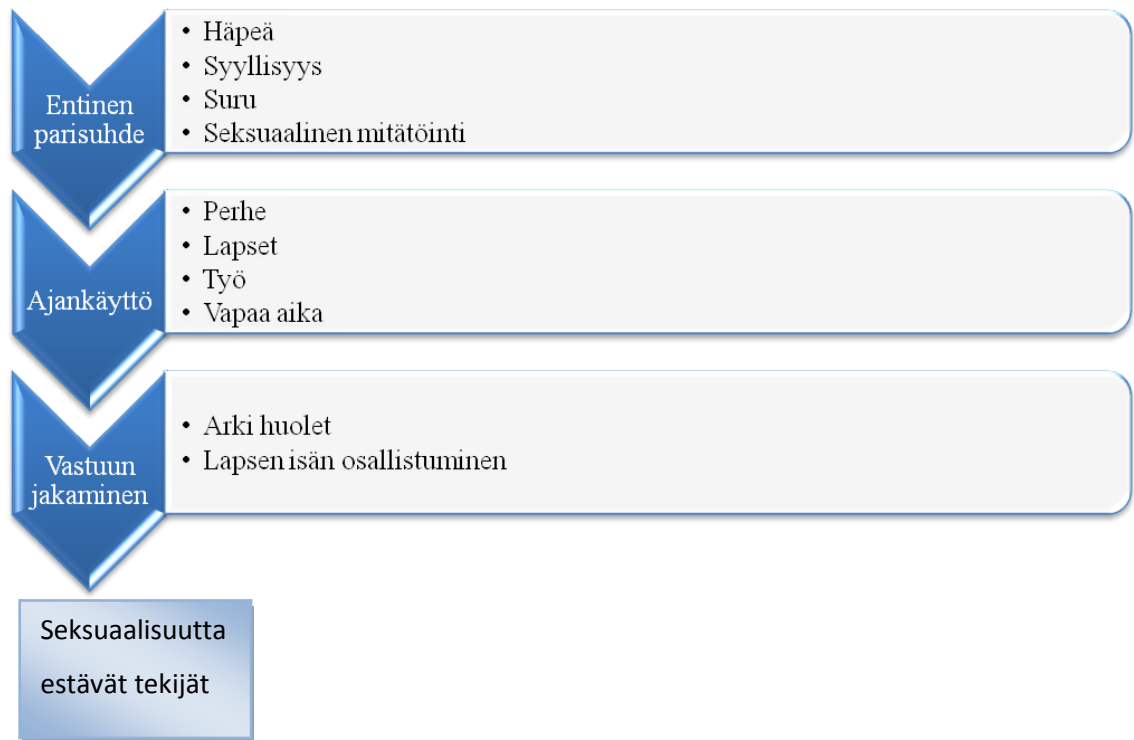 Entinen
parisuhde
• Häpeä
• Syyllisyys
• Suru
• Seksuaalinen mitätöinti
Ajankäyttö
• Perhe
• Lapset
• Työ
• Vapaa aika
Vastuun
jakaminen
• Arki huolet
• Lapsen isän osallistuminen
Seksuaalisuutta
estävät tekijät